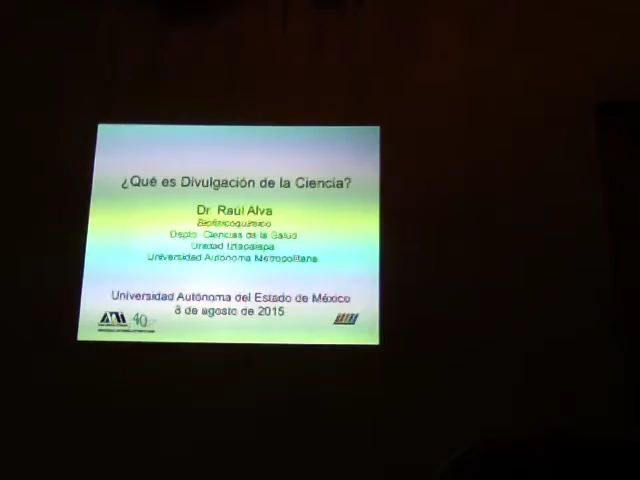 ¿Qué es Divulgación de la Ciencia?
Dr. Raúl Alva
Biofisicoquímico
Depto. Ciencias de la Salud
Unidad Iztapalapa
Universidad Autónoma Metropolitana
Universidad Autónoma del Estado de México
8 de agosto de 2015
40